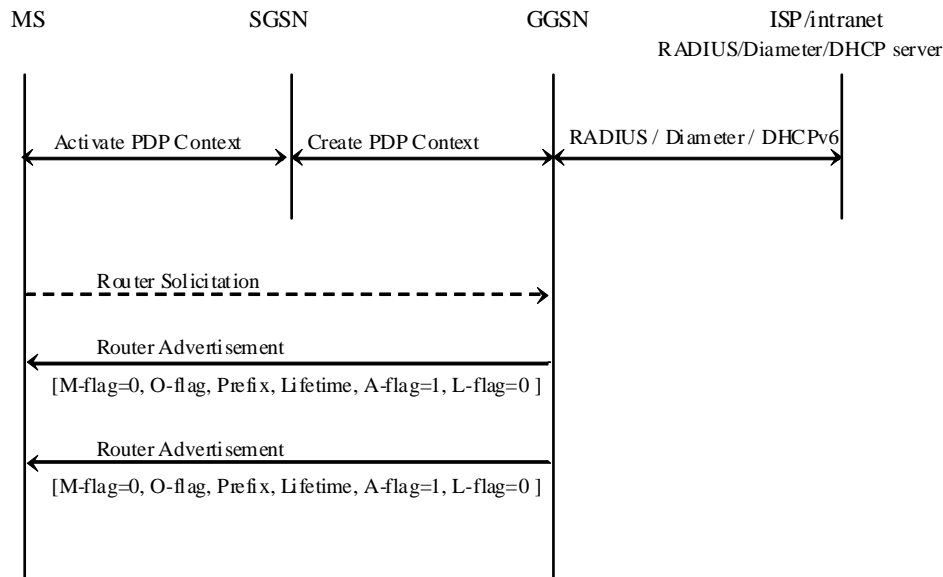 MS SGSN GGSN ISP/intranet
RADIUS/Diameter/DHCP server
Activate PDP Context Create PDP Context RADIUS / Diameter / DHCPv6
Router Solicitation
Router Advertisement
[M-flag=0, O-flag, Prefix, Lifetime, A-flag=1, L-flag=0 ]
Router Advertisement
[M-flag=0, O-flag, Prefix, Lifetime, A-flag=1, L-flag=0 ]